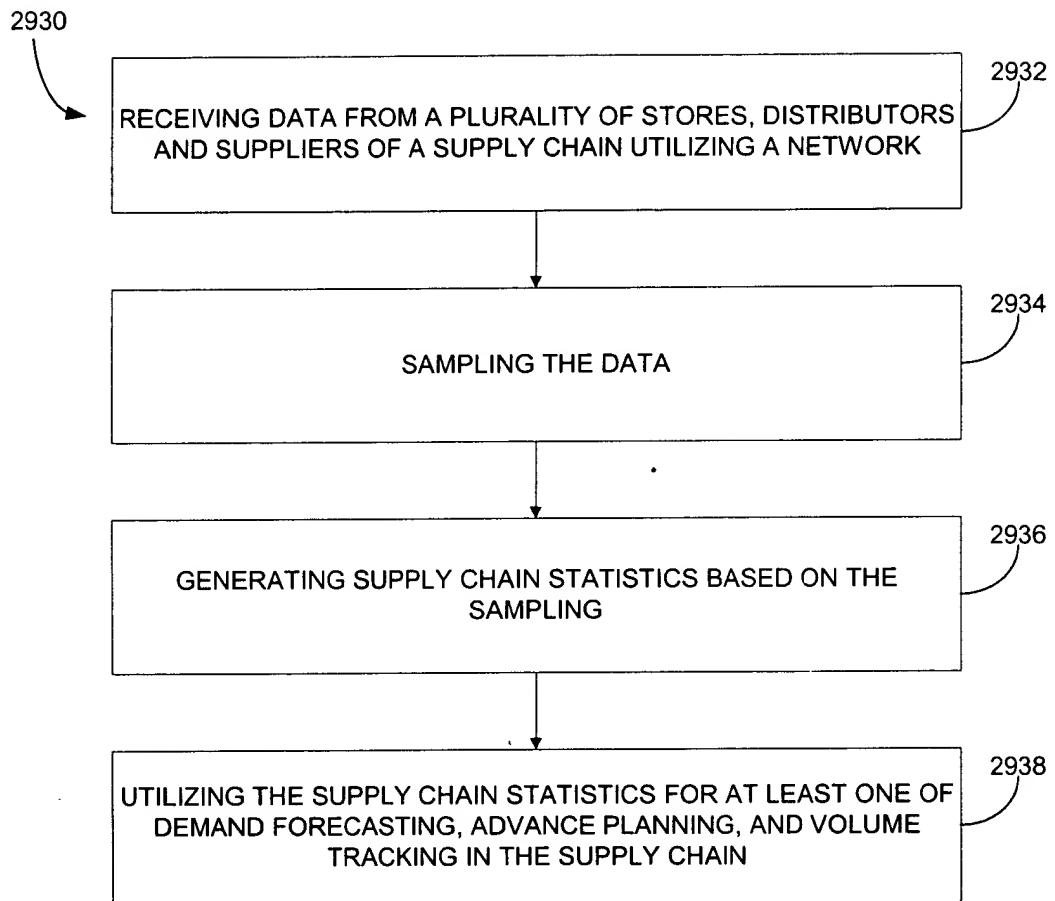 2930
2932
RECEIVING DATA FROM A PLURALITY OF STORES, DISTRIBUTORS
AND SUPPLIERS OF A SUPPLY CHAIN UTILIZING A NETWORK
2934
SAMPLING THE DATA
2936
GENERATING SUPPLY CHAIN STATISTICS BASED ON THE
SAMPLING
2938
UTILIZING THE SUPPLY CHAIN STATISTICS FOR AT LEAST ONE OF
DEMAND FORECASTING, ADVANCE PLANNING, AND VOLUME
TRACKING IN THE SUPPLY CHAIN